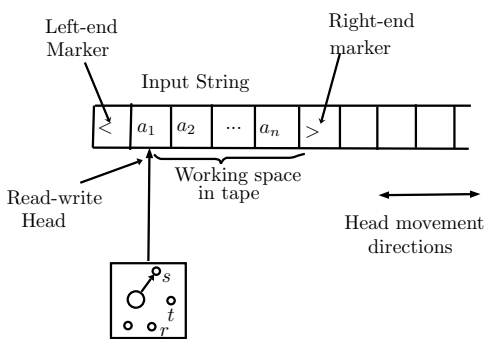 Left-end
Marker
Right-end
marker
Input String
< a₁ a₂ ... aₙ >
Working space
in tape
Read-write
Head
Head movement
directions
s
t
r